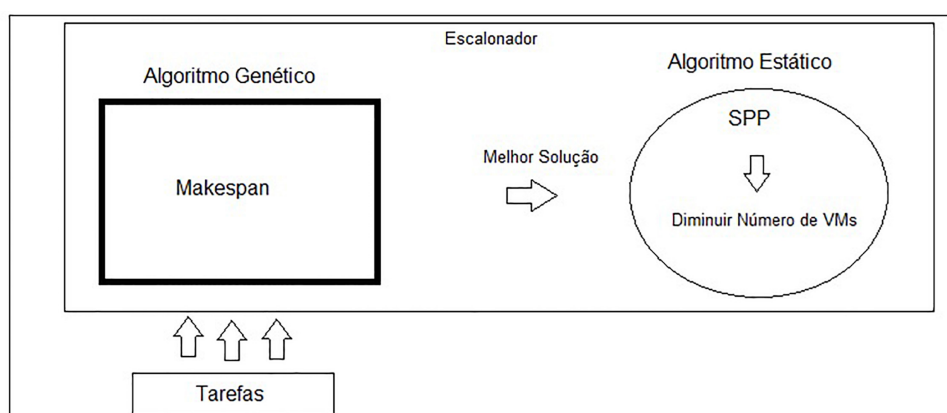 Escalonador
Algoritmo Genético
Algoritmo Estático
Makespan
Melhor Solução
SPP
Diminuir Número de VMs
Tarefas